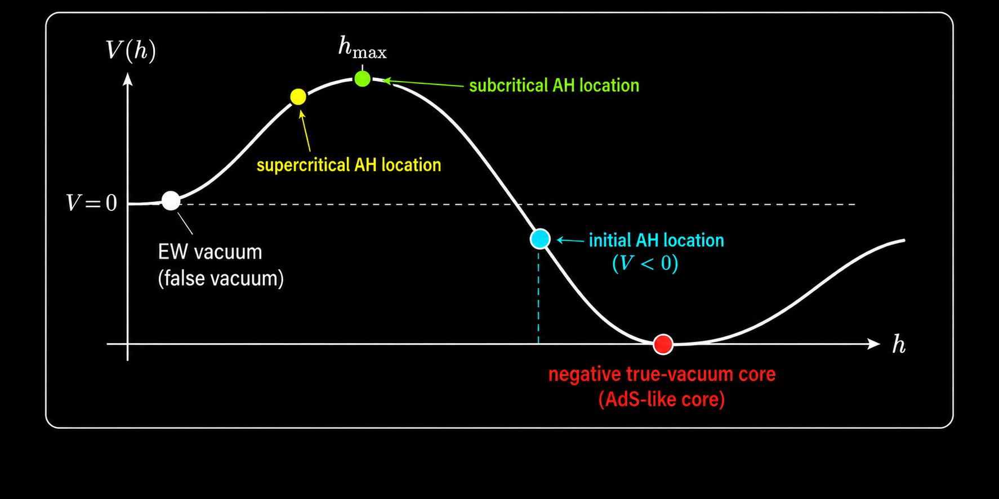 V(h)
h_max
subcritical AH location
supercritical AH location
V=0
initial AH location
(V < 0)
EW vacuum
(false vacuum)
h
negative true-vacuum core
(AdS-like core)